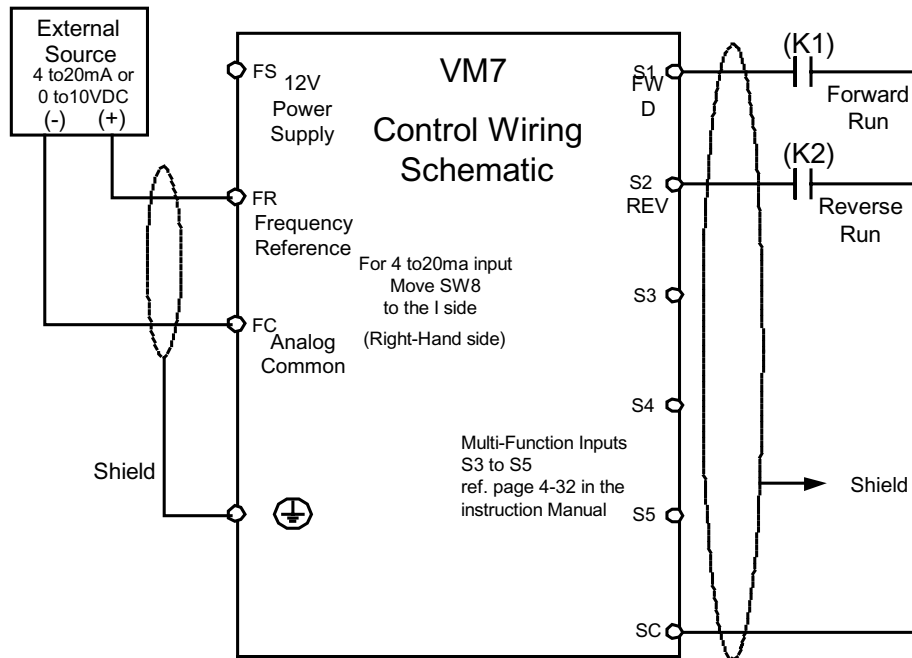 External
Source
4 to20mA or
0 to10VDC
(-) (+)
FS
12V
Power
Supply
FR
Frequency
Reference
FC
Analog
Common
Shield
VM7
Control Wiring
Schematic
For 4 to20ma input
Move SW8
to the I side
(Right-Hand side)
Multi-Function Inputs
S3 to S5
ref. page 4-32 in the
instruction Manual
S1
FW
D
S2
REV
S3
S4
S5
SC
(K1)
Forward
Run
(K2)
Reverse
Run
Shield